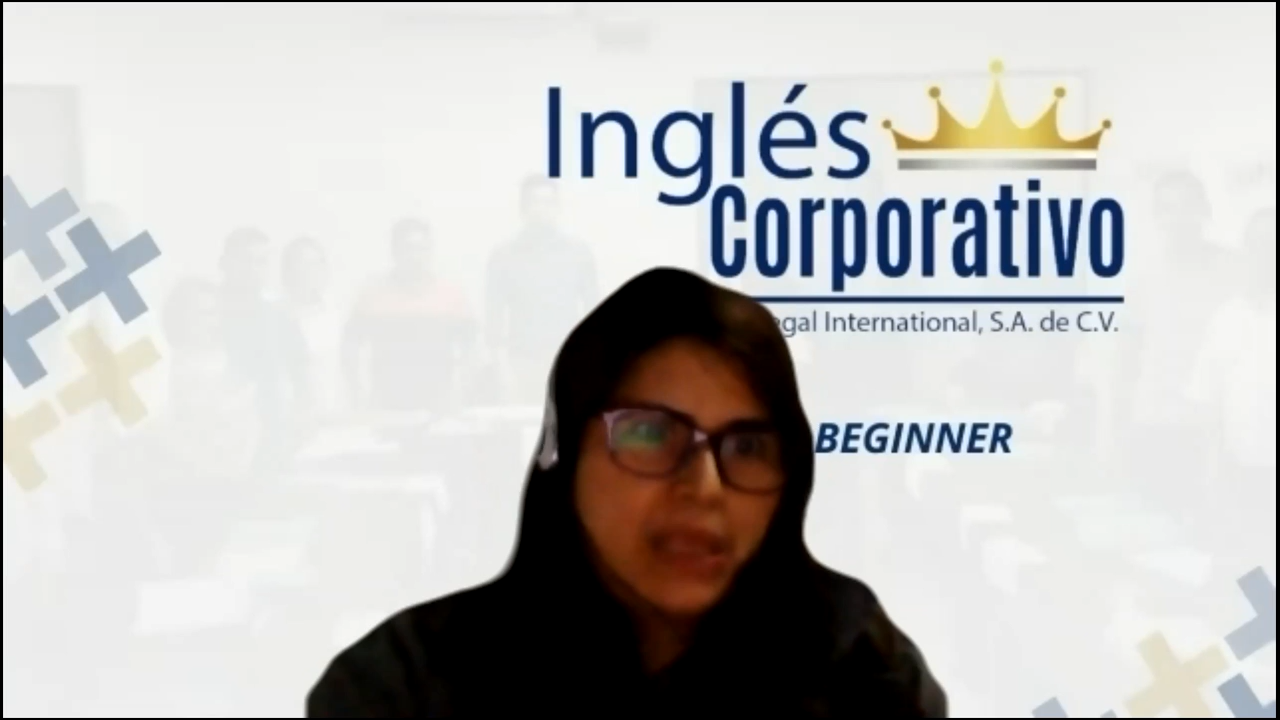 Inglés
Corporativo
International, S.A. de C.V.
BEGINNER